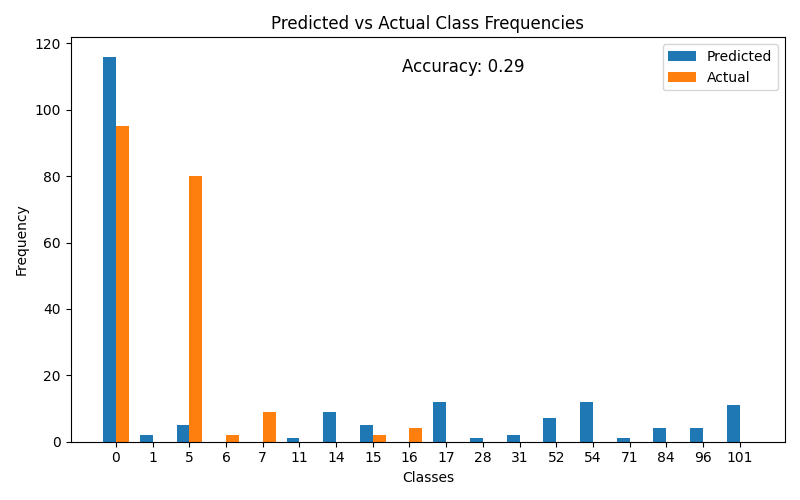 Predicted vs Actual Class Frequencies
Accuracy: 0.29
Predicted
Actual
120
100
80
60
40
20
0
Frequency
0 1 5 6 7 11 14 15 16 17 28 31 52 54 71 84 96 101
Classes